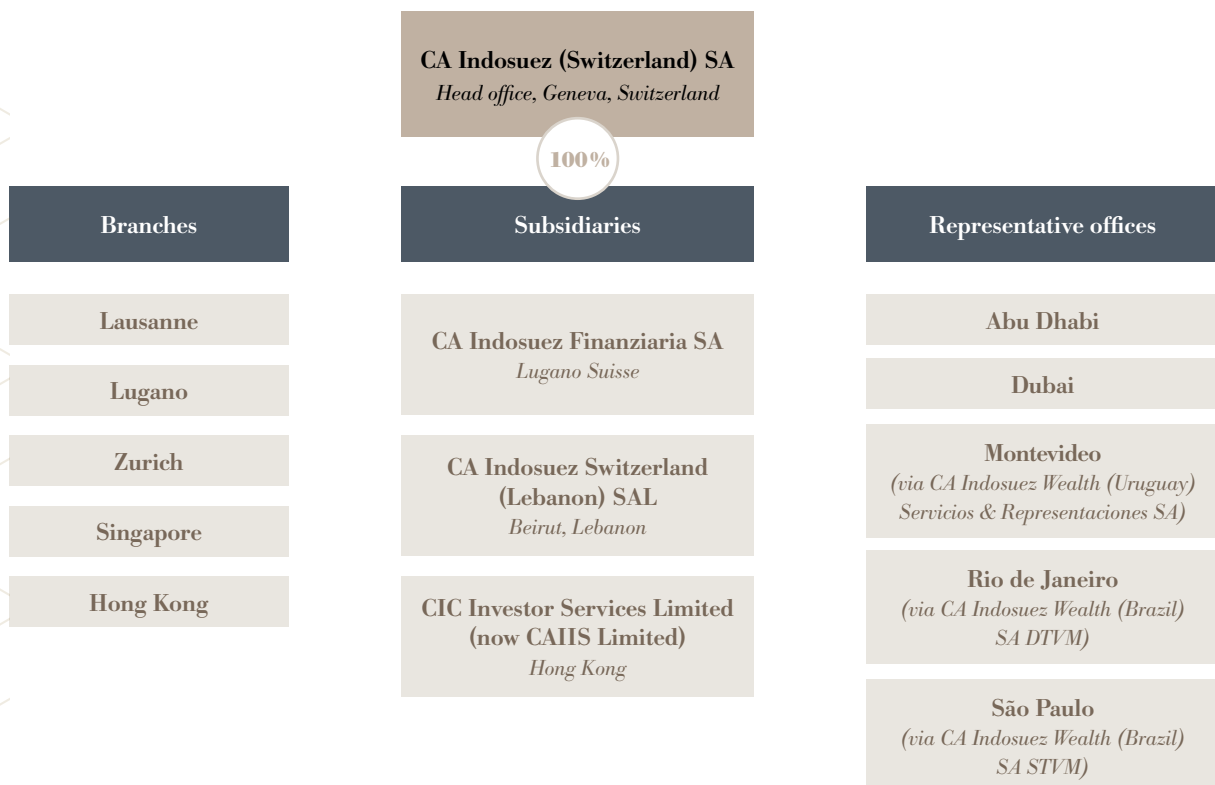 CA Indosuez (Switzerland) SA
Head office, Geneva, Switzerland
100%
Branches
Lausanne
Lugano
Zurich
Singapore
Hong Kong
Subsidiaries
CA Indosuez Finanziaria SA
Lugano Suisse
CA Indosuez Switzerland
(Lebanon) SAL
Beirut, Lebanon
CIC Investor Services Limited
(now CAIIS Limited)
Hong Kong
Representative offices
Abu Dhabi
Dubai
Montevideo
(via CA Indosuez Wealth (Uruguay)
Servicios & Representaciones SA)
Rio de Janeiro
(via CA Indosuez Wealth (Brazil)
SA DTVM)
São Paulo
(via CA Indosuez Wealth (Brazil)
SA STVM)